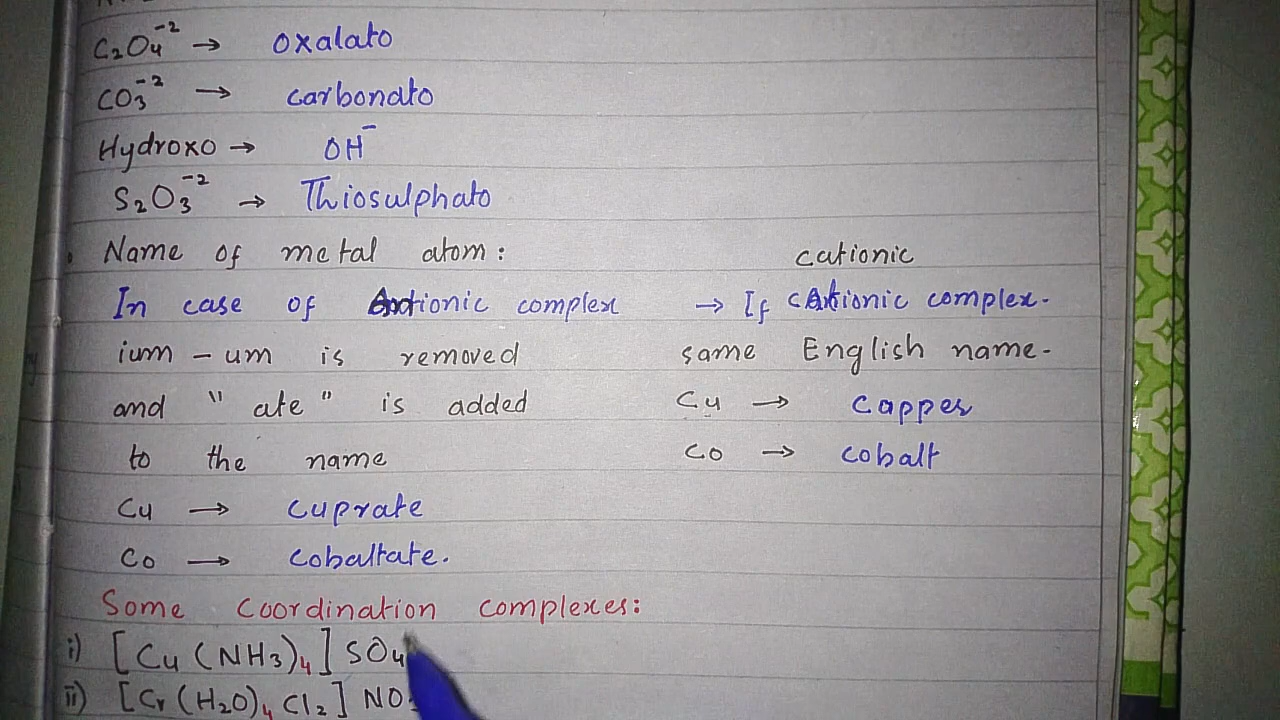 C₂O₄⁻² → oxalato
CO₃⁻² → carbonato
Hydroxo → OH⁻
S₂O₃⁻² → Thiosulphato
Name of metal atom:
In case of Anionic complex
ium - um is removed
and " ate " is added
to the name
Cu → cuprate
Co → cobaltate.
cationic
→ If cationic complex.
same English name.
Cu → Copper
Co → cobalt
Some Coordination complexes:
i) [Cu (NH₃)₄] SO₄
ii) [Cr (H₂O)₄ Cl₂] NO